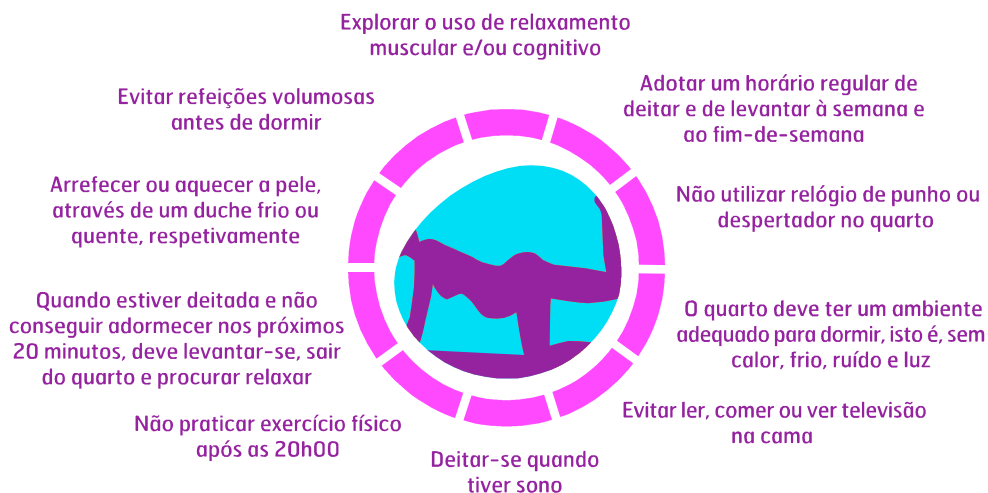 Explorar o uso de relaxamento
muscular e/ou cognitivo
Adotar um horário regular de
deitar e de levantar à semana e
ao fim-de-semana
Não utilizar relógio de punho ou
despertador no quarto
O quarto deve ter um ambiente
adequado para dormir, isto é, sem
calor, frio, ruído e luz
Evitar ler, comer ou ver televisão
na cama
Deitar-se quando
tiver sono
Não praticar exercício físico
após as 20h00
Quando estiver deitada e não
conseguir adormecer nos próximos
20 minutos, deve levantar-se, sair
do quarto e procurar relaxar
Arrefecer ou aquecer a pele,
através de um duche frio ou
quente, respetivamente
Evitar refeições volumosas
antes de dormir